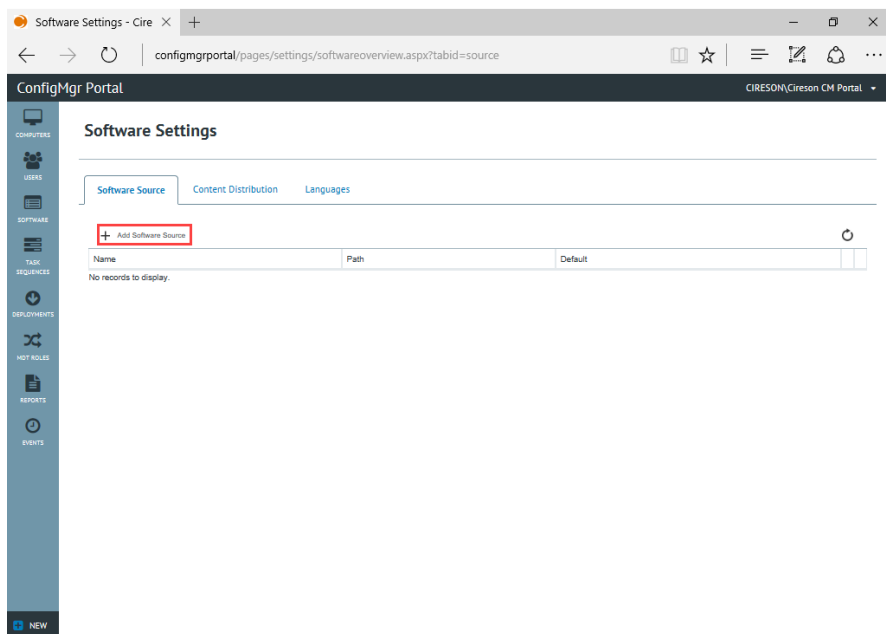 Software Settings - Cire
configmgrportal/pages/settings/softwareoverview.aspx?tabid=source
ConfigMgr Portal
CIRESON\Cireson CM Portal
COMPUTERS
USERS
SOFTWARE
TASK
SEQUENCES
DEPLOYMENTS
MDT ROLES
REPORTS
EVENTS
NEW
Software Settings
Software Source Content Distribution Languages
Add Software Source
Name Path Default
No records to display.